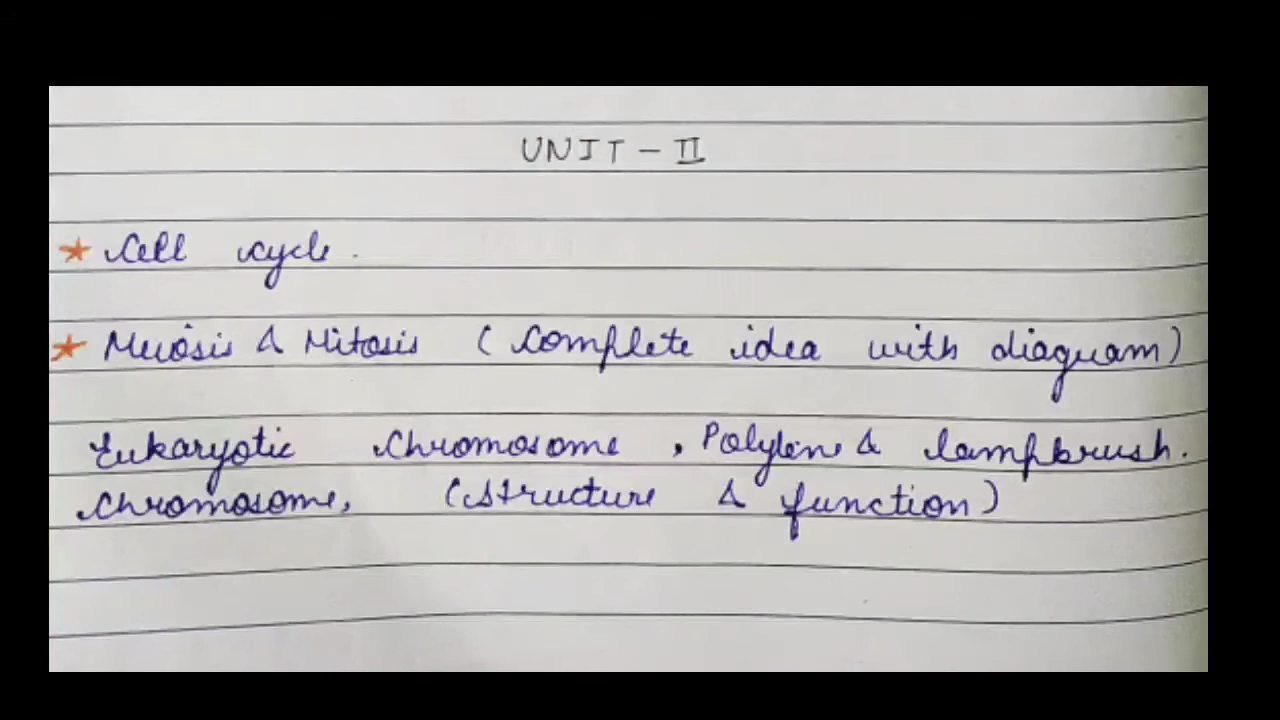 UNIT - II
★ Cell cycle.
★ Meiosis & Mitosis (Complete idea with diagram)
Eukaryotic Chromosome, Polytene & lampbrush.
Chromosome, (Structure & function)